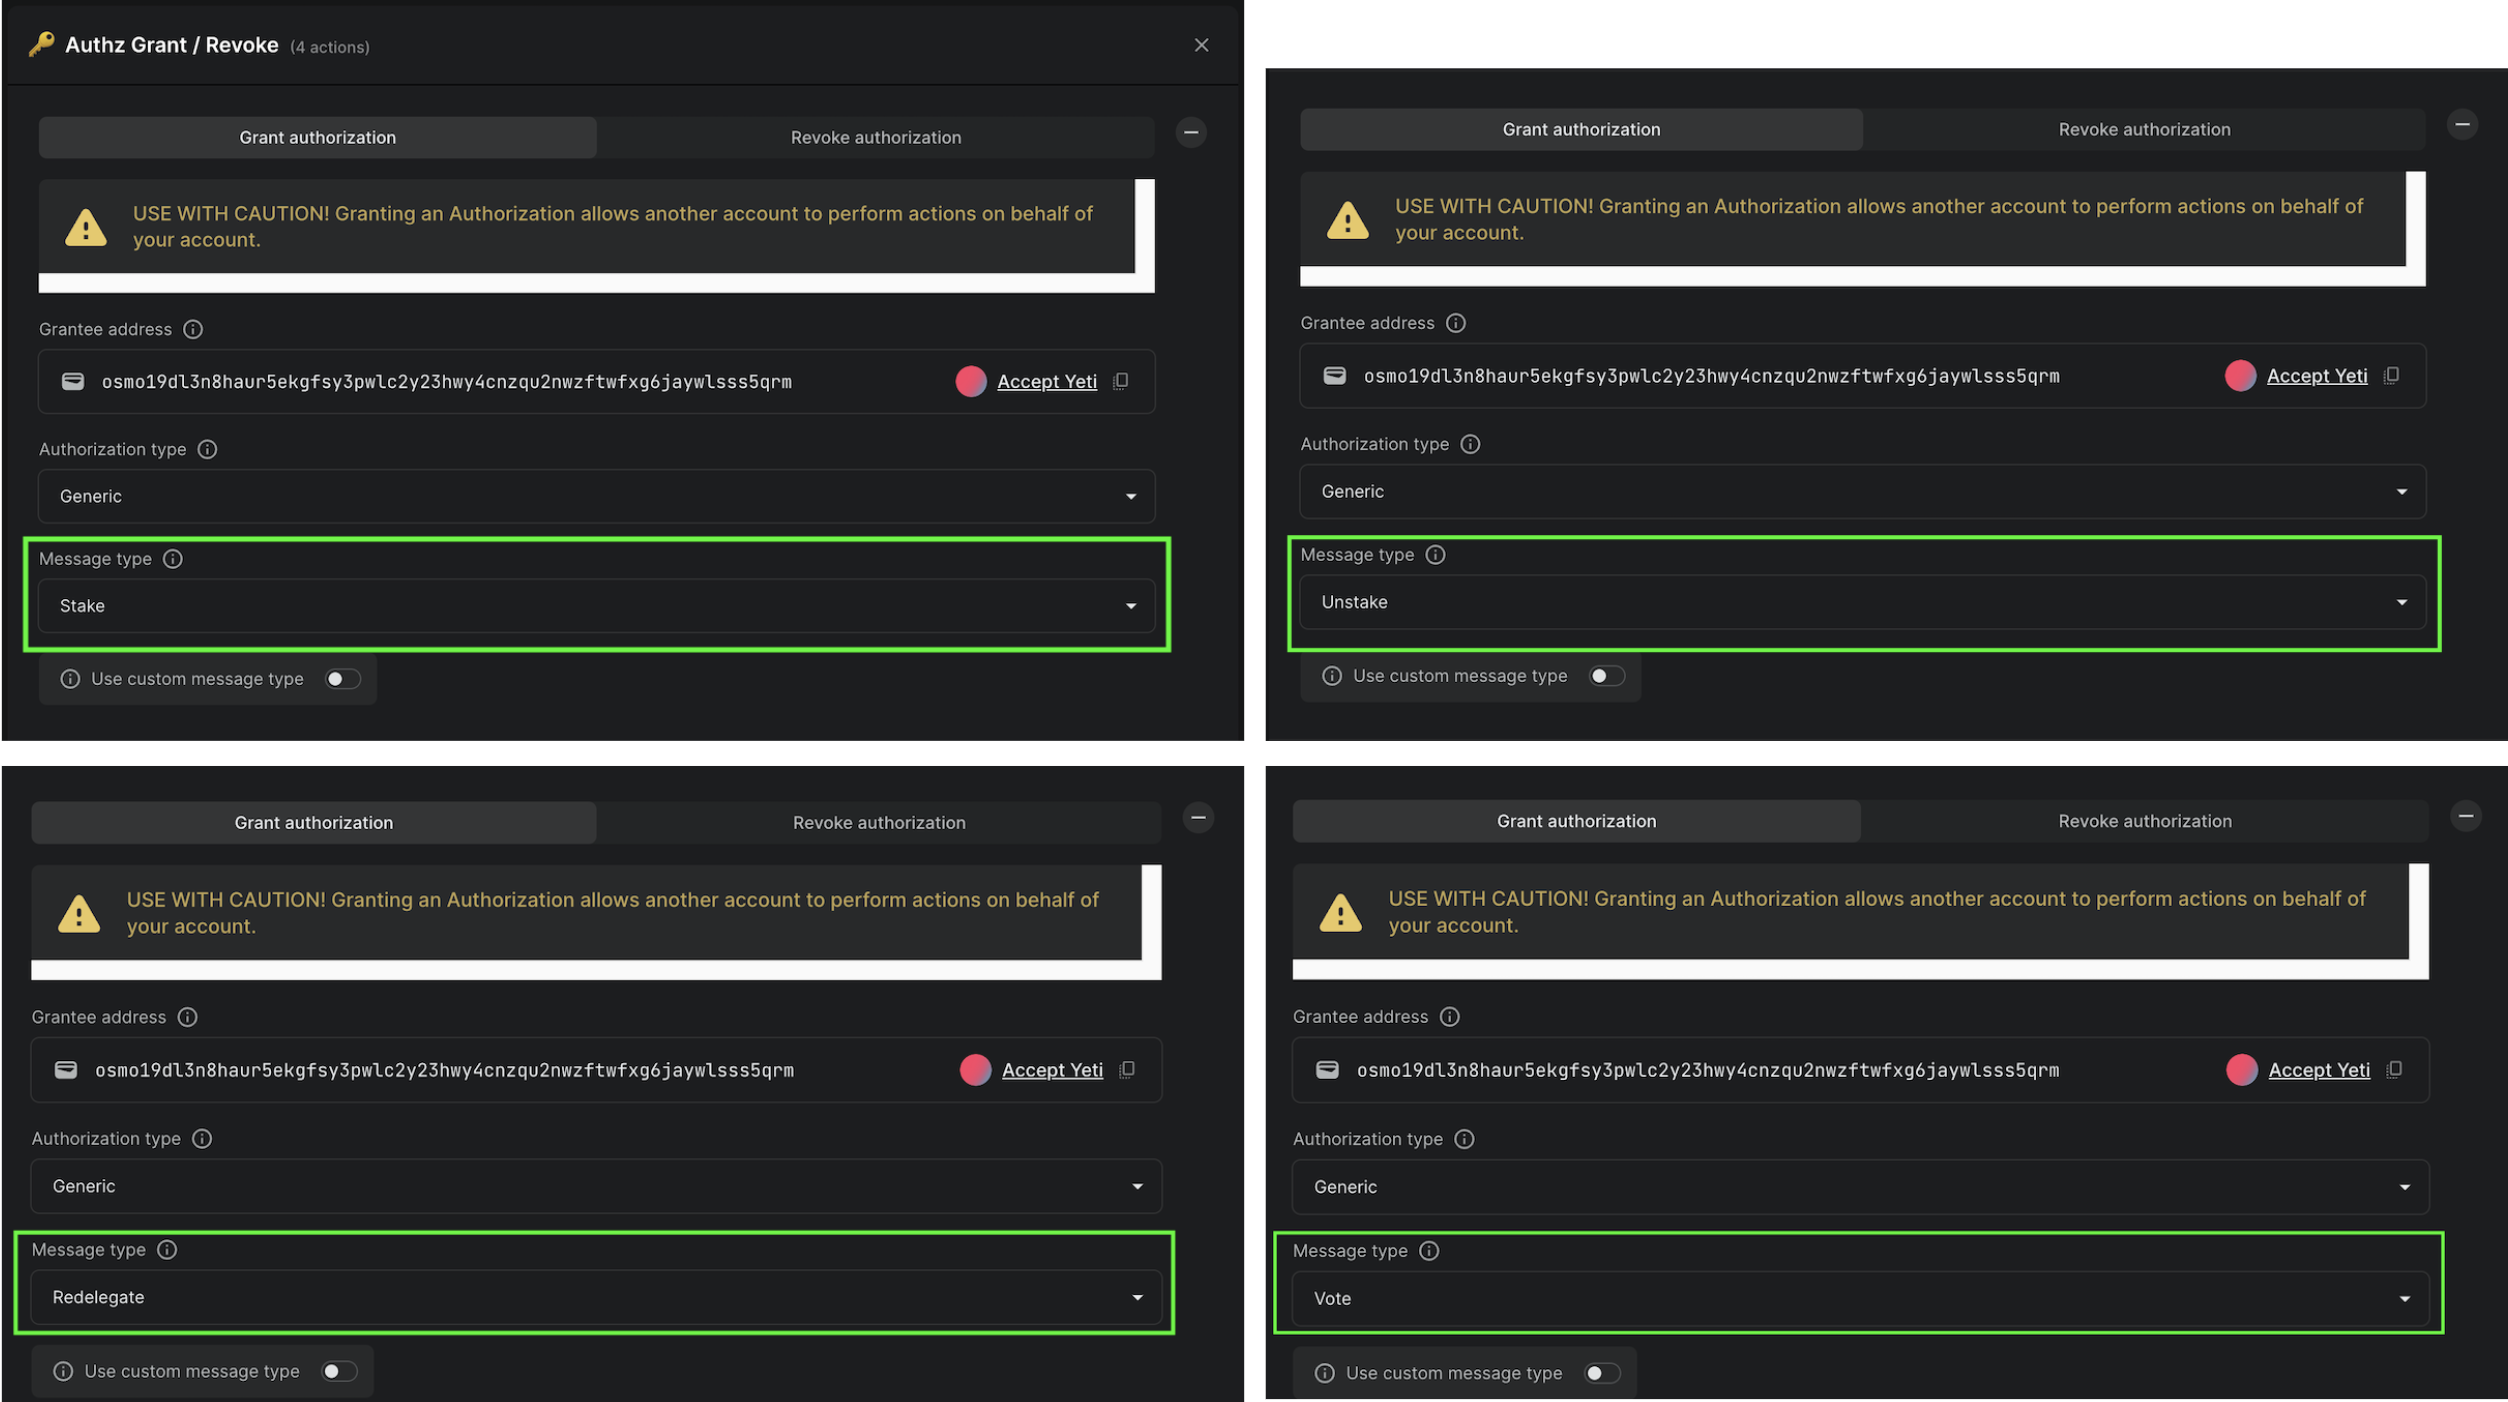 Authz Grant / Revoke (4 actions)
Grant authorization
Revoke authorization
USE WITH CAUTION! Granting an Authorization allows another account to perform actions on behalf of
your account.
Grantee address
osmo19dl3n8haur5ekgfsy3pwlc2y23hwy4cnzqu2nwzftwfxg6jaywlsss5qrm
Accept Yeti
Authorization type
Generic
Message type
Stake
Use custom message type
Grant authorization
Revoke authorization
USE WITH CAUTION! Granting an Authorization allows another account to perform actions on behalf of
your account.
Grantee address
osmo19dl3n8haur5ekgfsy3pwlc2y23hwy4cnzqu2nwzftwfxg6jaywlsss5qrm
Accept Yeti
Authorization type
Generic
Message type
Unstake
Use custom message type
Grant authorization
Revoke authorization
USE WITH CAUTION! Granting an Authorization allows another account to perform actions on behalf of
your account.
Grantee address
osmo19dl3n8haur5ekgfsy3pwlc2y23hwy4cnzqu2nwzftwfxg6jaywlsss5qrm
Accept Yeti
Authorization type
Generic
Message type
Redelegate
Use custom message type
Grant authorization
Revoke authorization
USE WITH CAUTION! Granting an Authorization allows another account to perform actions on behalf of
your account.
Grantee address
osmo19dl3n8haur5ekgfsy3pwlc2y23hwy4cnzqu2nwzftwfxg6jaywlsss5qrm
Accept Yeti
Authorization type
Generic
Message type
Vote
Use custom message type